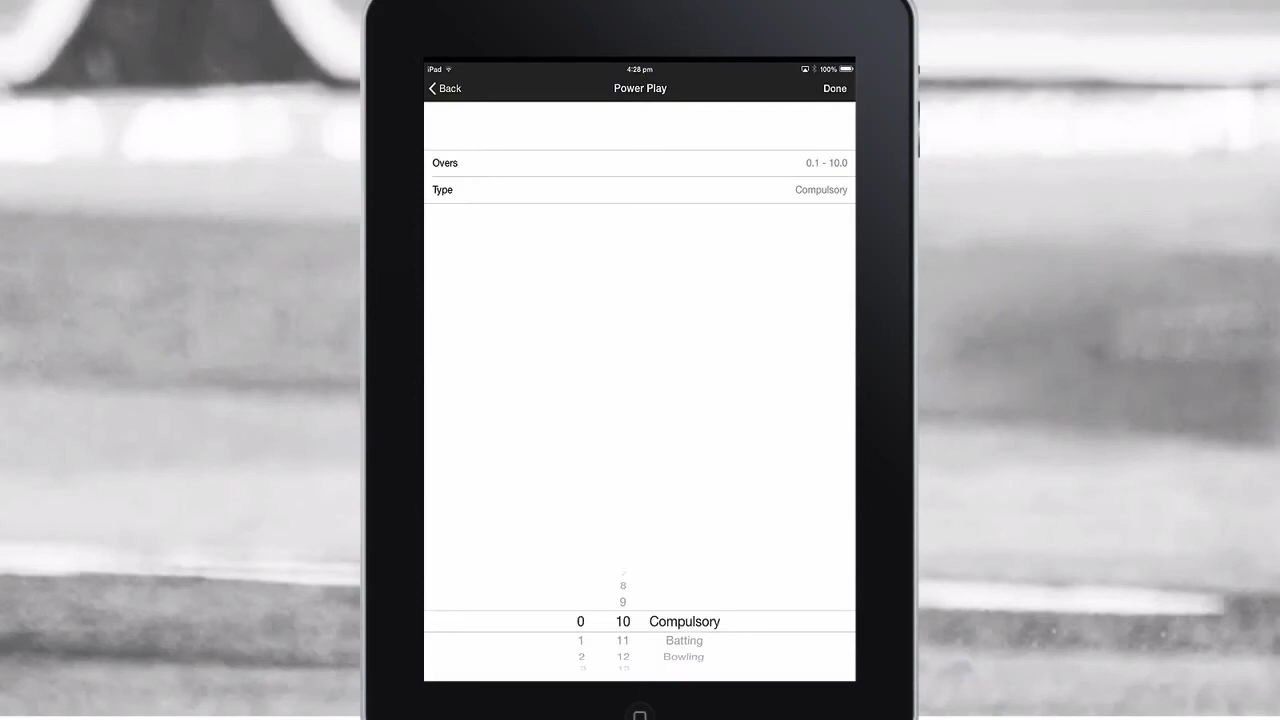 iPad 4:28 pm 100%
Back Power Play Done
Overs 0.1 - 10.0
Type Compulsory
8
9
0 10 Compulsory
1 11 Batting
2 12 Bowling